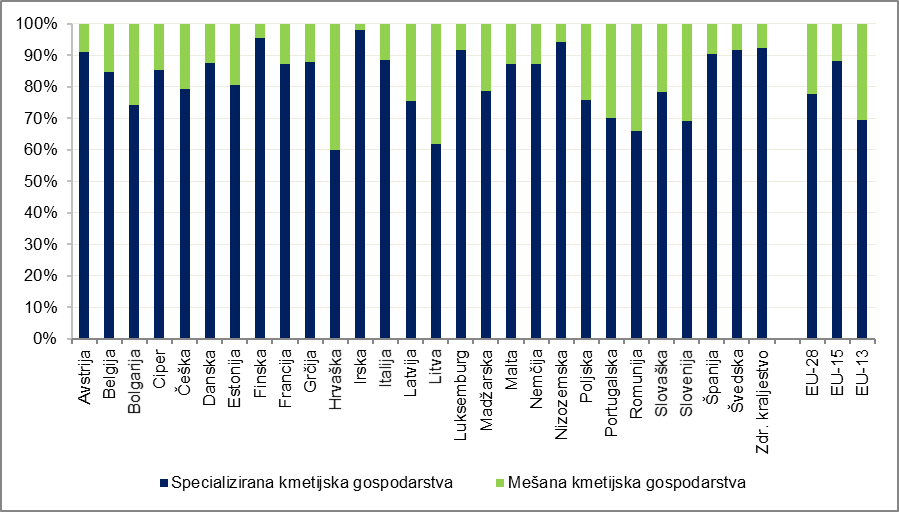 100%
90%
80%
70%
60%
50%
40%
30%
20%
10%
0%
Avstrija
Belgija
Bolgarija
Ciper
Češka
Danska
Estonija
Finska
Francija
Grčija
Hrvaška
Irska
Italija
Latvija
Litva
Luksemburg
Madžarska
Malta
Nemčija
Nizozemska
Poljska
Portugalska
Romunija
Slovaška
Slovenija
Španija
Švedska
Zdr. kraljestvo
EU-28
EU-15
EU-13
Specializirana kmetijska gospodarstva
Mešana kmetijska gospodarstva